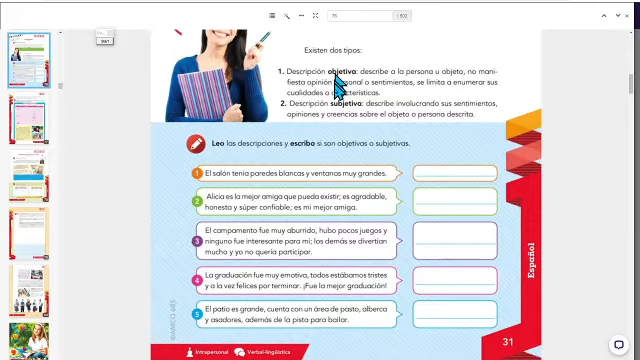 76
502
Existen dos tipos:
1. Descripción objetiva: describe a la persona u objeto, no mani-
fiesta opinión personal o sentimientos, se limita a enumerar sus
cualidades o características.
2. Descripción subjetiva: describe involucrando sus sentimientos,
opiniones y creencias sobre el objeto o persona descrita.
Leo las descripciones y escribo si son objetivas o subjetivas.
1 El salón tenía paredes blancas y ventanas muy grandes.
2 Alicia es la mejor amiga que pueda existir; es agradable,
honesta y súper confiable; es mi mejor amiga.
3 El campamento fue muy aburrido, hubo pocos juegos y
ninguno fue interesante para mí; los demás se divertían
mucho y yo no quería participar.
4 La graduación fue muy emotiva, todos estábamos tristes
y a la vez felices por terminar. ¡Fue la mejor graduación!
5 El patio es grande, cuenta con un área de pasto, alberca
y asadores, además de la pista para bailar.
Español
©AMCO 685
31
Intrapersonal Verbal-lingüística